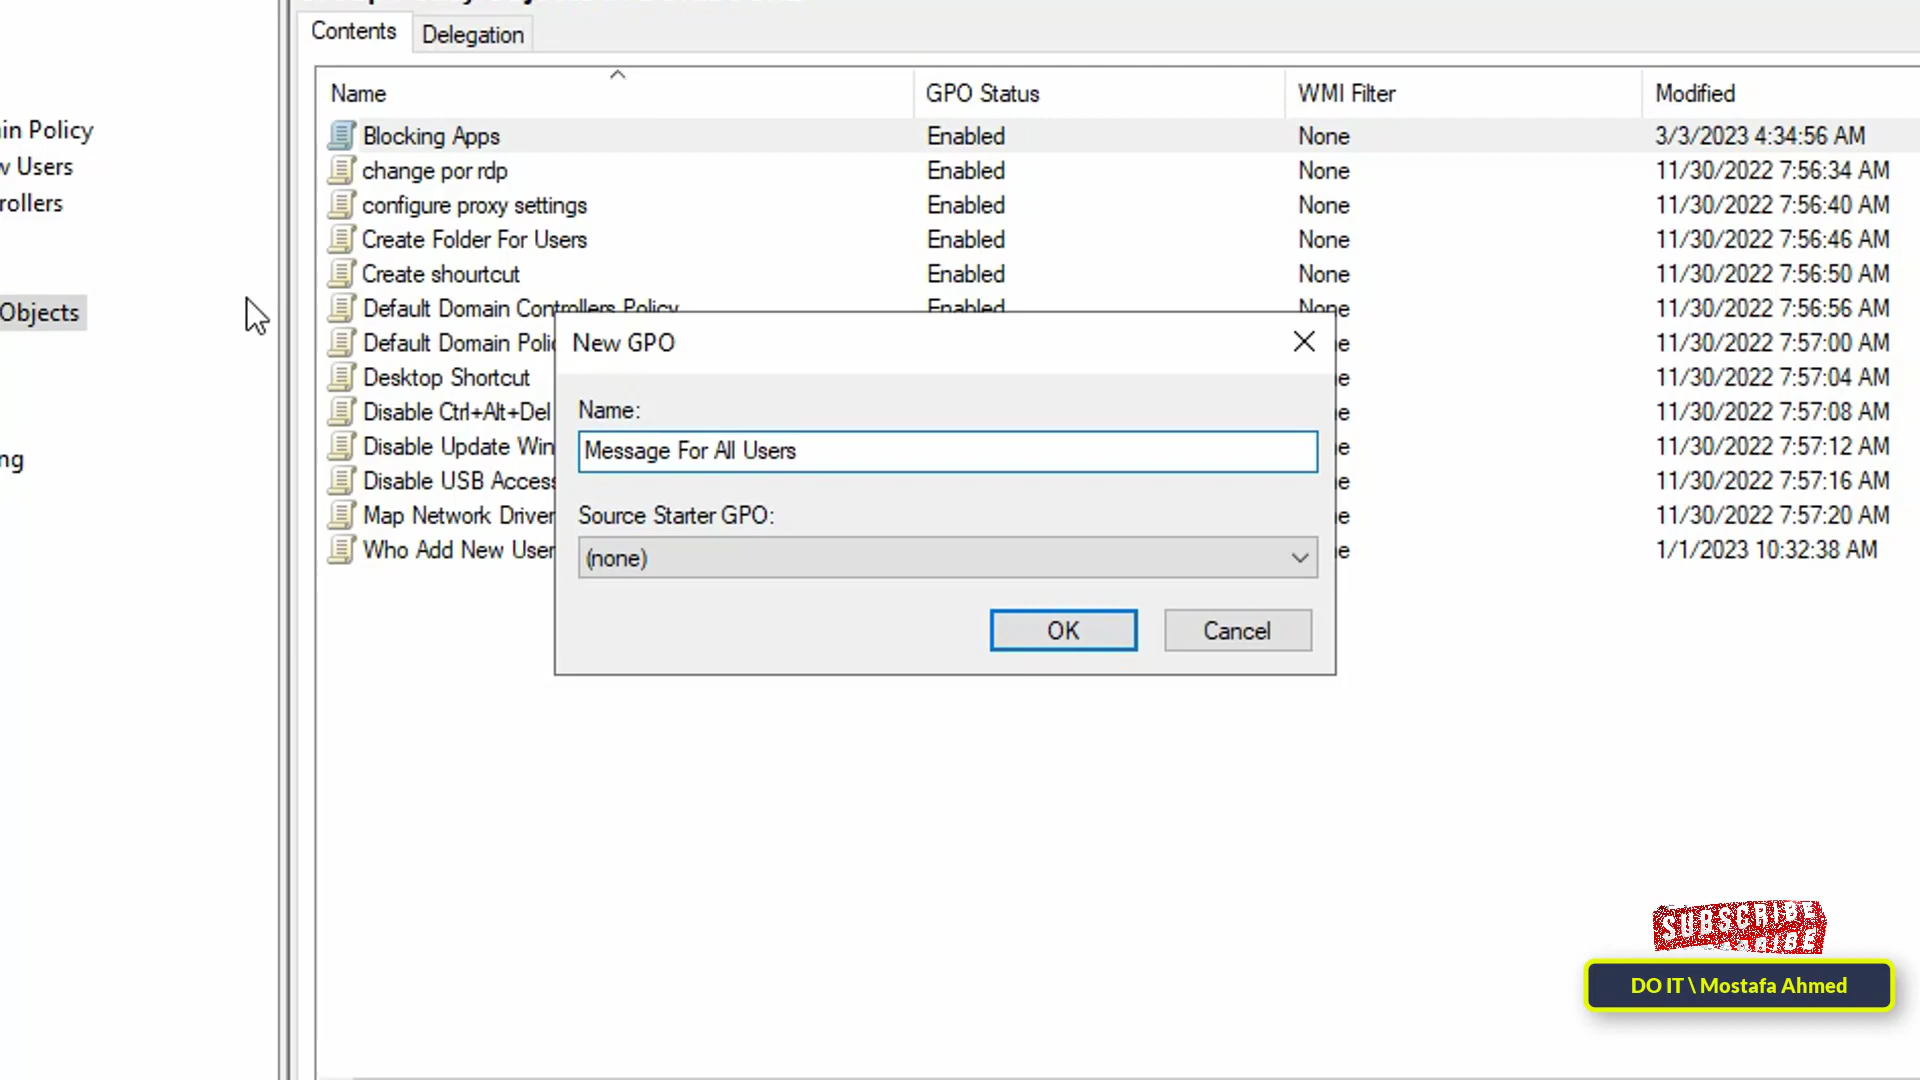 Contents
Delegation
Name
GPO Status
WMI Filter
Modified
in Policy
w Users
rollers
Objects
ng
Blocking Apps Enabled None 3/3/2023 4:34:56 AM
change por rdp Enabled None 11/30/2022 7:56:34 AM
configure proxy settings Enabled None 11/30/2022 7:56:40 AM
Create Folder For Users Enabled None 11/30/2022 7:56:46 AM
Create shourtcut Enabled None 11/30/2022 7:56:50 AM
Default Domain Controllers Policy Enabled None 11/30/2022 7:56:56 AM
Default Domain Polic e 11/30/2022 7:57:00 AM
Desktop Shortcut e 11/30/2022 7:57:04 AM
Disable Ctrl+Alt+Del e 11/30/2022 7:57:08 AM
Disable Update Win e 11/30/2022 7:57:12 AM
Disable USB Access e 11/30/2022 7:57:16 AM
Map Network Driver e 11/30/2022 7:57:20 AM
Who Add New User e 1/1/2023 10:32:38 AM
New GPO
Name:
Message For All Users
Source Starter GPO:
(none)
OK
Cancel
SUBSCRIBE
DO IT \ Mostafa Ahmed